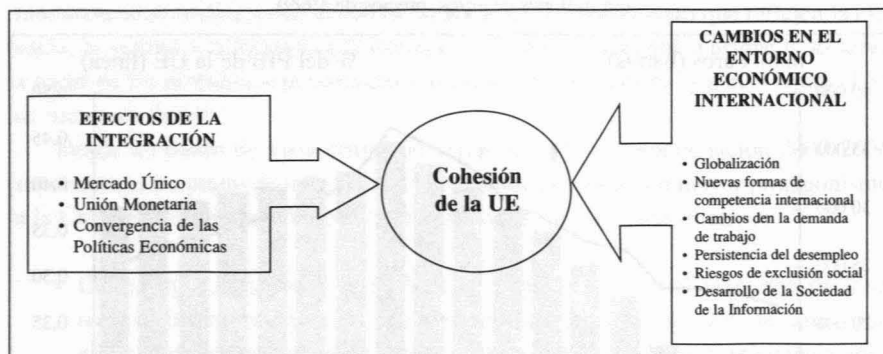 EFECTOS DE LA
INTEGRACIÓN
• Mercado Único
• Unión Monetaria
• Convergencia de las
Políticas Económicas
Cohesión
de la UE
CAMBIOS EN EL
ENTORNO
ECONÓMICO
INTERNACIONAL
• Globalización
• Nuevas formas de
competencia internacional
• Cambios den la demanda
de trabajo
• Persistencia del desempleo
• Riesgos de exclusión social
• Desarrollo de la Sociedad
de la Información